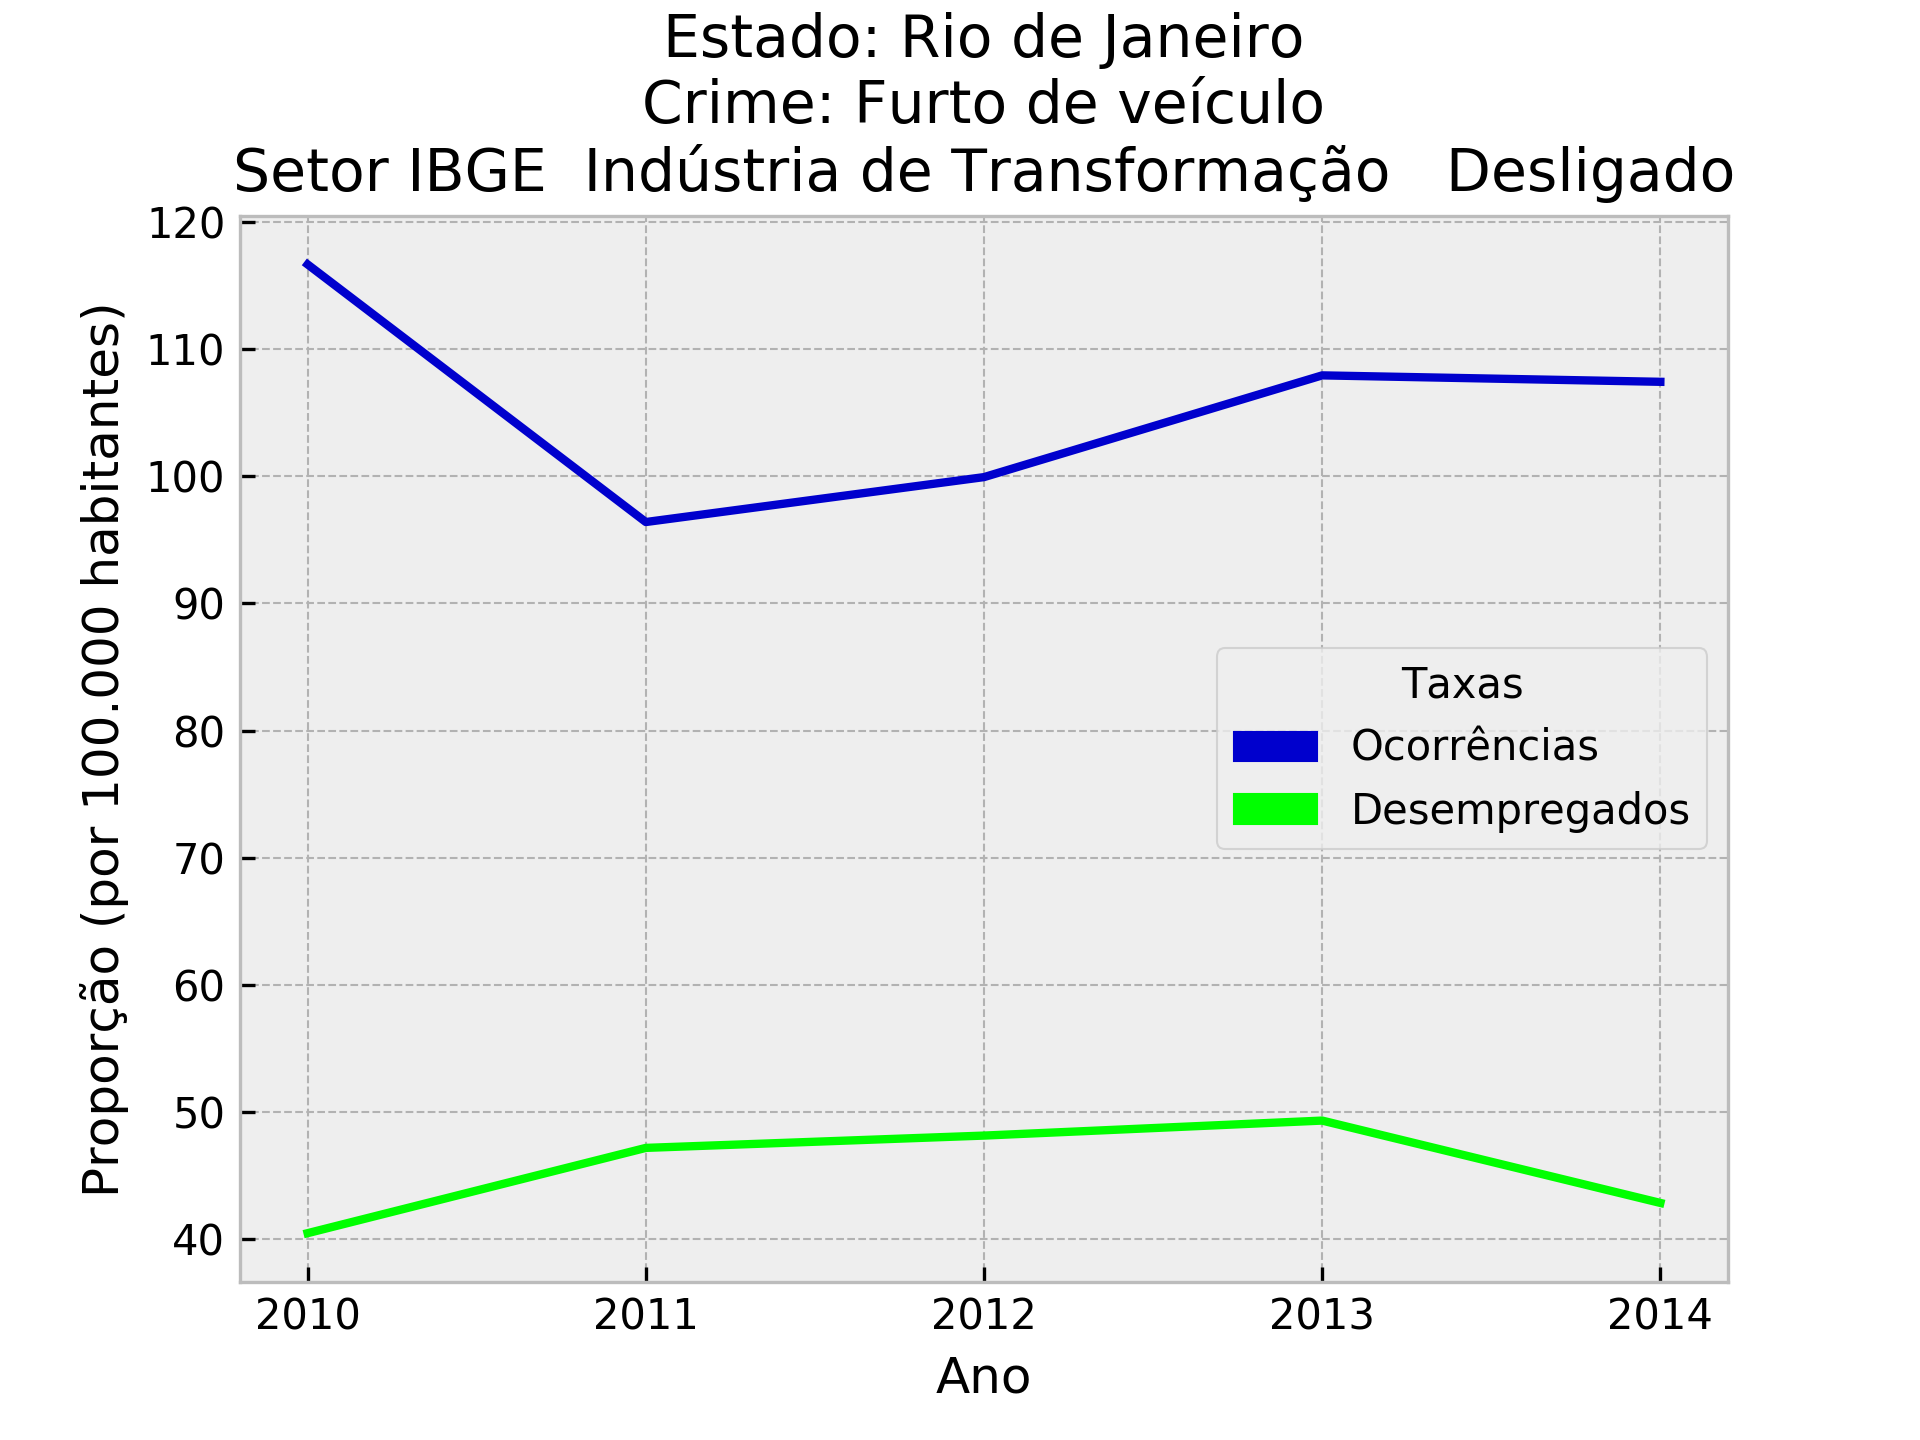 Estado: Rio de Janeiro
Crime: Furto de veículo
Setor IBGE  Indústria de Transformação   Desligado
Proporção (por 100.000 habitantes)
120
110
100
90
80
70
60
50
40
Taxas
Ocorrências
Desempregados
2010 2011 2012 2013 2014
Ano